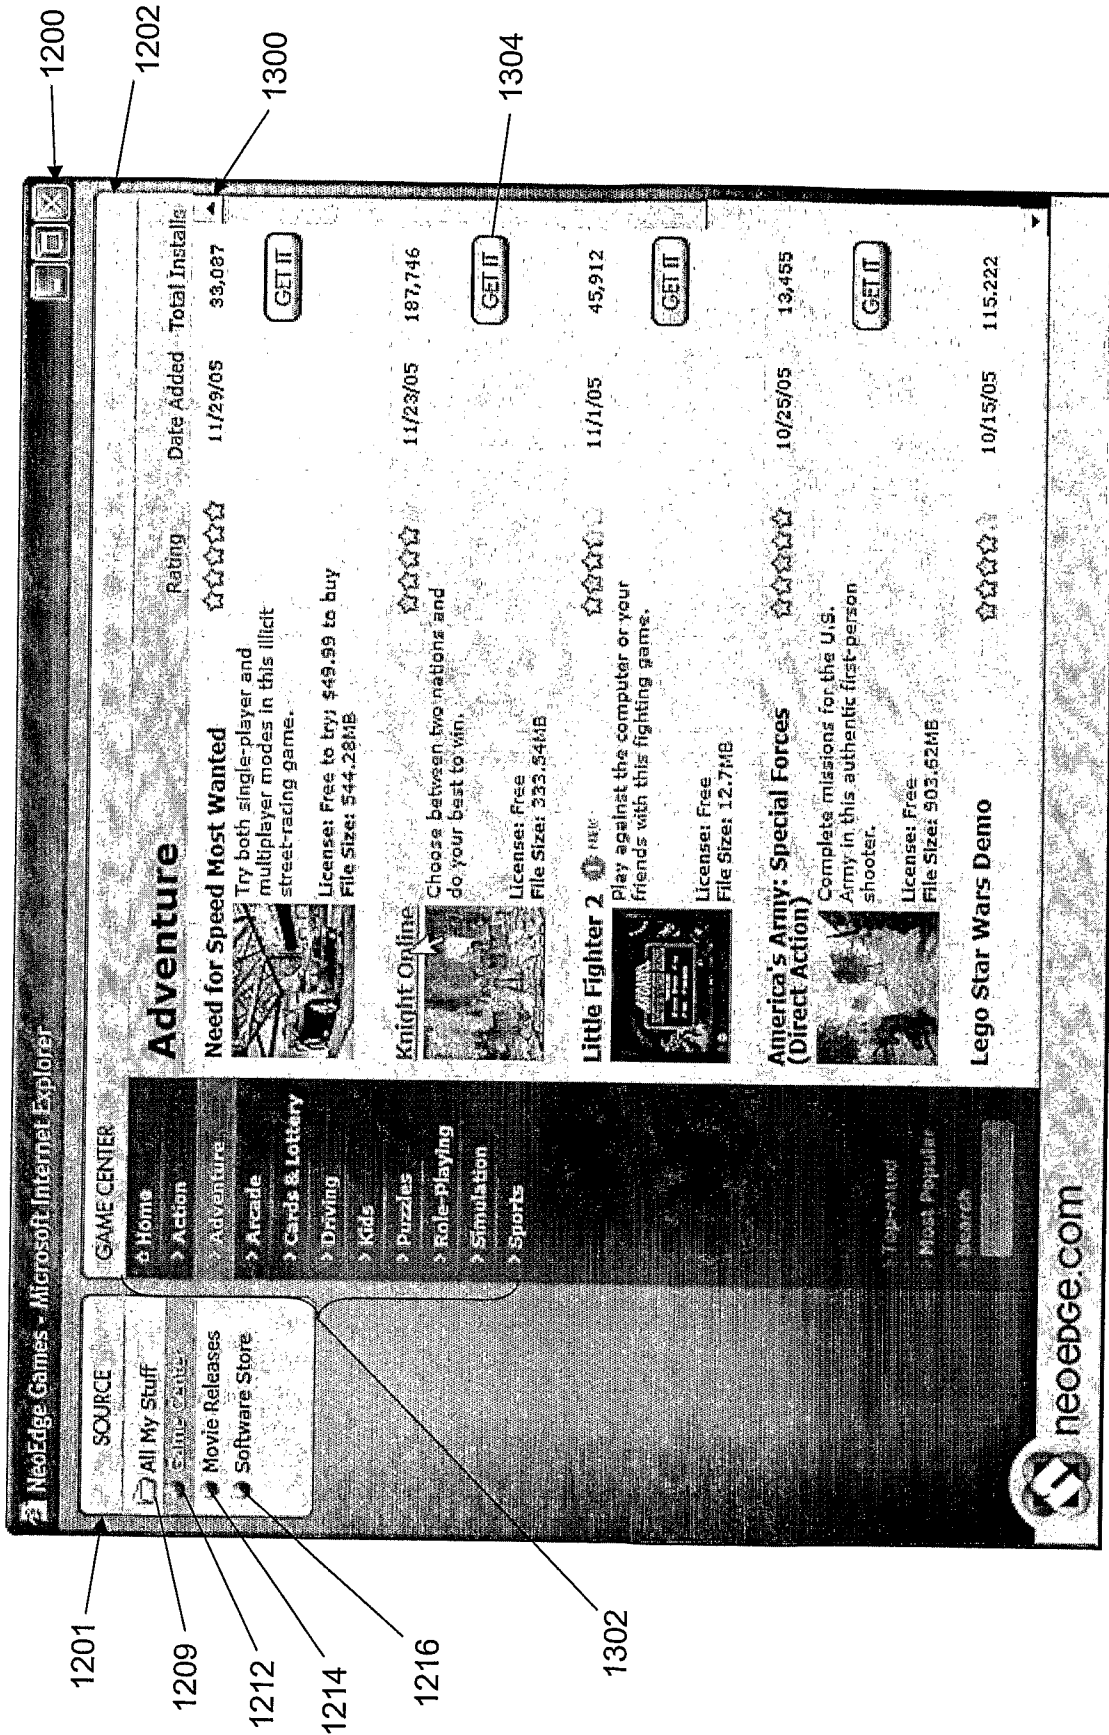 NeoEdge Games - Microsoft Internet Explorer
SOURCE
All My Stuff
Game Center
Movie Releases
Software Store
GAME CENTER
Home
> Action
> Adventure
> Arcade
> Cards & Lottery
> Driving
> Kids
> Puzzles
> Role-Playing
> Simulation
> Sports
> Top-rated
> Most Popular
Search
neoeDGe.com
Adventure
Rating Date Added Total Installs
Need for Speed Most Wanted 11/29/05 33,087
Try both single-player and
multiplayer modes in this illicit
street-racing game.
GET IT
License: Free to try; $49.99 to buy
File Size: 544.28MB
Knight Online 11/23/05 187,746
Choose between two nations and
do your best to win.
GET IT
License: Free
File Size: 333.54MB
Little Fighter 2 NEW 11/1/05 45,912
Play against the computer or your
friends with this fighting game.
GET IT
License: Free
File Size: 12.7MB
America's Army: Special Forces 10/25/05 13,455
(Direct Action)
Complete missions for the U.S.
Army in this authentic first-person
shooter.
GET IT
License: Free
File Size: 903.62MB
Lego Star Wars Demo 10/15/05 115,222
1200
1202
1300
1304
1201
1209
1212
1214
1216
1302